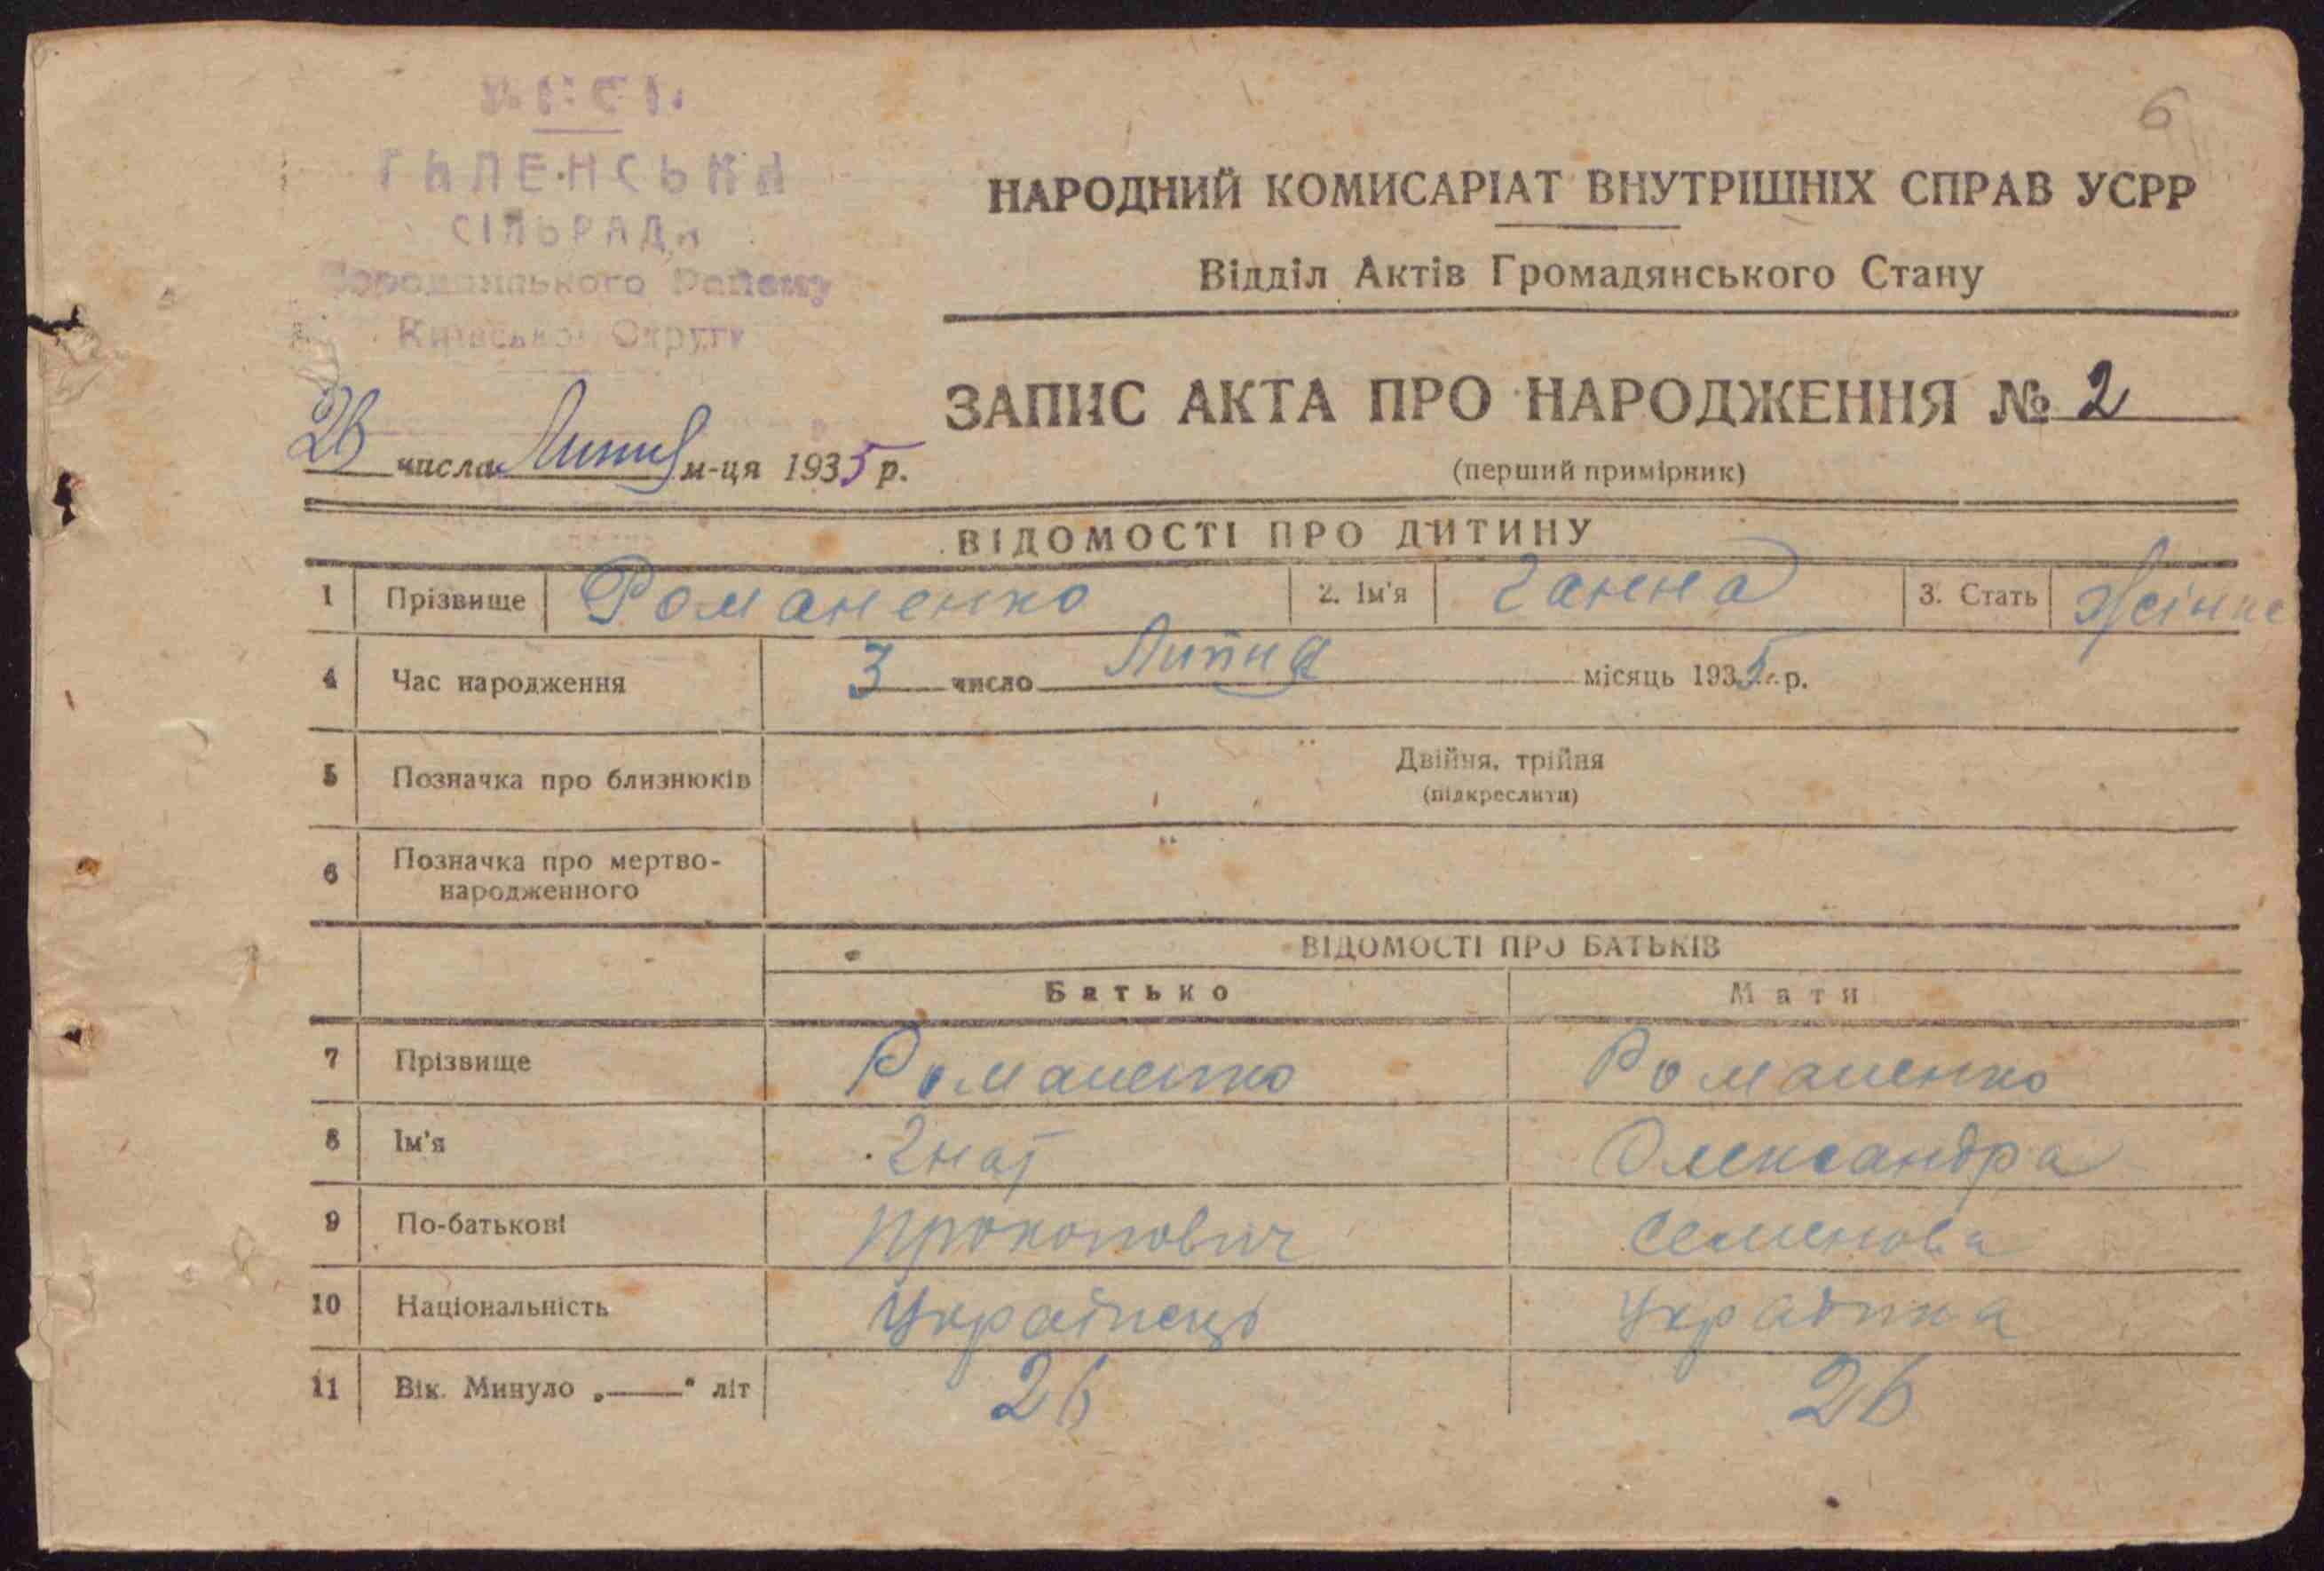 6
СІЛЬРАДА
Району
Київської Округи
НАРОДНИЙ КОМИСАРІАТ ВНУТРІШНІХ СПРАВ УСРР
Відділ Актів Громадянського Стану
ЗАПИС АКТА ПРО НАРОДЖЕННЯ № 2
26 числа м-ця 1935 р.
(перший примірник)
ВІДОМОСТІ ПРО ДИТИНУ
1 Прізвище Романенко 2. Ім'я Ганна 3. Стать
4 Час народження 3 число Липня місяць 1935 р.
5 Позначка про близнюків Двійня, трійня
(підкреслити)
6 Позначка про мертво-
народженного
ВІДОМОСТІ ПРО БАТЬКІВ
Батько Мати
7 Прізвище Романенко Романенко
8 Ім'я Гнат Олександра
9 По-батькові Прокопович Семенова
10 Національність Українець Українка
11 Вік. Минуло „ — " літ 26 26